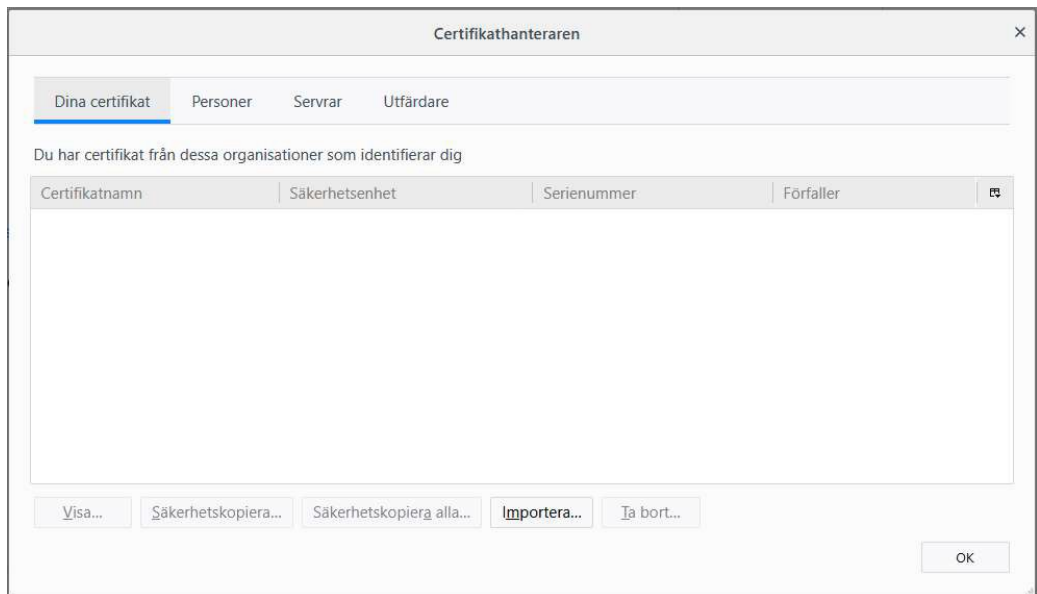 Certifikathanteraren
Dina certifikat Personer Servrar Utfärdare
Du har certifikat från dessa organisationer som identifierar dig
Certifikatnamn Säkerhetsenhet Serienummer Förfaller
Visa... Säkerhetskopiera... Säkerhetskopiera alla... Importera... Ta bort...
OK